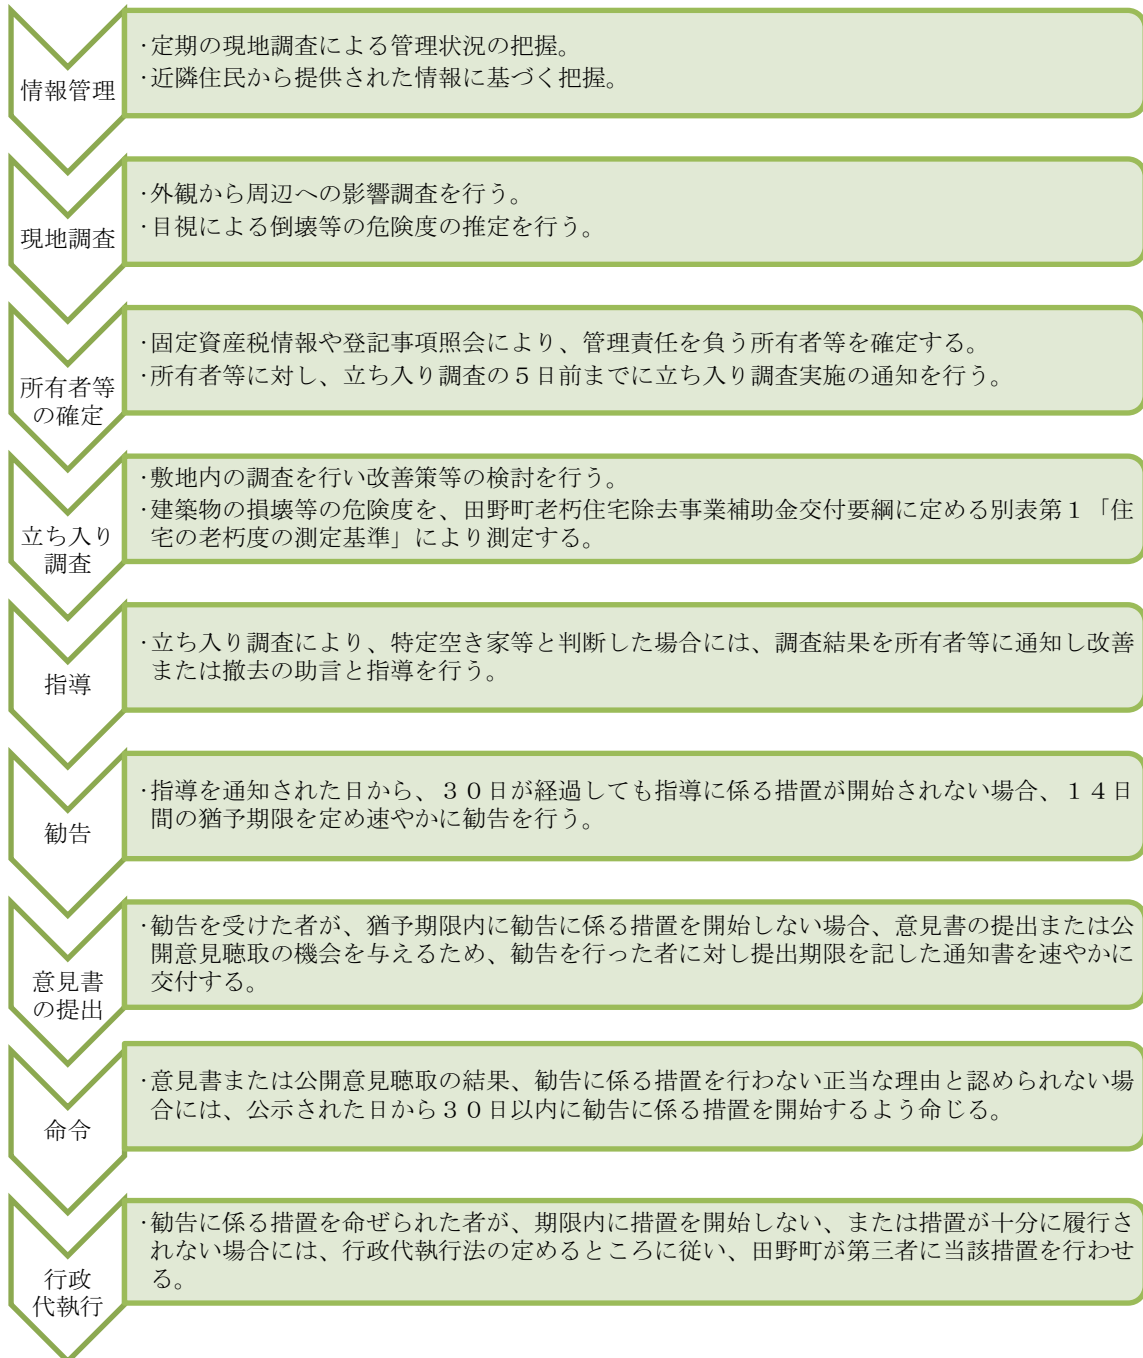 情報管理
·定期の現地調査による管理状況の把握。
·近隣住民から提供された情報に基づく把握。
現地調査
·外観から周辺への影響調査を行う。
·目視による倒壊等の危険度の推定を行う。
所有者等
の確定
·固定資産税情報や登記事項照会により、管理責任を負う所有者等を確定する。
·所有者等に対し、立ち入り調査の5日前までに立ち入り調査実施の通知を行う。
立ち入り
調査
·敷地内の調査を行い改善策等の検討を行う。
·建築物の損壊等の危険度を、田野町老朽住宅除去事業補助金交付要綱に定める別表第1「住
宅の老朽度の測定基準」により測定する。
指導
·立ち入り調査により、特定空き家等と判断した場合には、調査結果を所有者等に通知し改善
または撤去の助言と指導を行う。
勧告
·指導を通知された日から、30日が経過しても指導に係る措置が開始されない場合、14日
間の猶予期限を定め速やかに勧告を行う。
意見書
の提出
·勧告を受けた者が、猶予期限内に勧告に係る措置を開始しない場合、意見書の提出または公
開意見聴取の機会を与えるため、勧告を行った者に対し提出期限を記した通知書を速やかに
交付する。
命令
·意見書または公開意見聴取の結果、勧告に係る措置を行わない正当な理由と認められない場
合には、公示された日から30日以内に勧告に係る措置を開始するよう命じる。
行政
代執行
·勧告に係る措置を命ぜられた者が、期限内に措置を開始しない、または措置が十分に履行さ
れない場合には、行政代執行法の定めるところに従い、田野町が第三者に当該措置を行わせ
る。